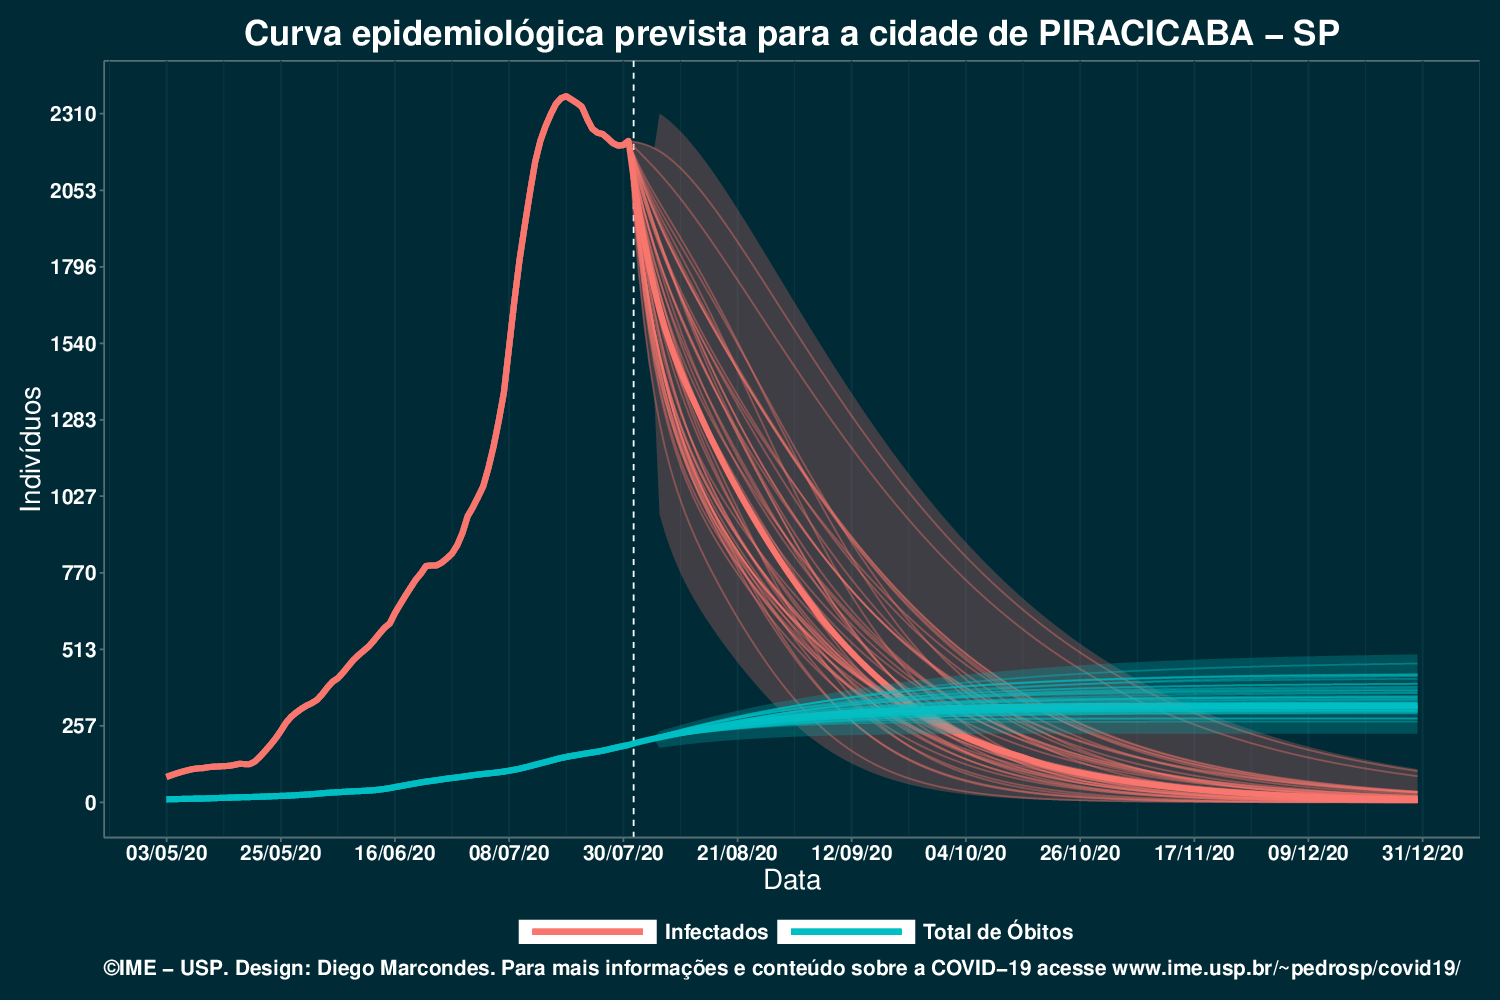 Curva epidemiológica prevista para a cidade de PIRACICABA – SP
Indivíduos
2310
2053
1796
1540
1283
1027
770
513
257
0
03/05/20 25/05/20 16/06/20 08/07/20 30/07/20 21/08/20 12/09/20 04/10/20 26/10/20 17/11/20 09/12/20 31/12/20
Data
Infectados Total de Óbitos
©IME – USP. Design: Diego Marcondes. Para mais informações e conteúdo sobre a COVID–19 acesse www.ime.usp.br/~pedrosp/covid19/